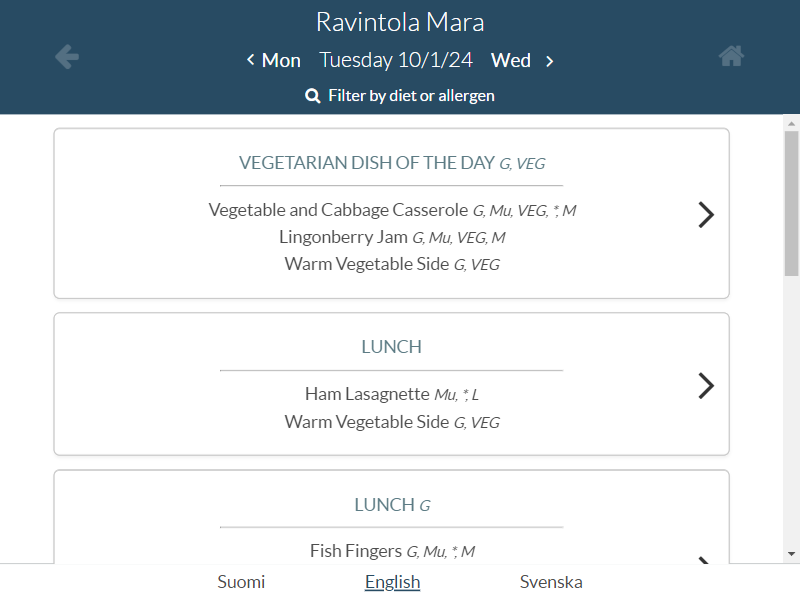 Ravintola Mara
Mon Tuesday 10/1/24 Wed
Filter by diet or allergen
VEGETARIAN DISH OF THE DAY G, VEG
Vegetable and Cabbage Casserole G, Mu, VEG, *, M
Lingonberry Jam G, Mu, VEG, M
Warm Vegetable Side G, VEG
LUNCH
Ham Lasagnette Mu, *, L
Warm Vegetable Side G, VEG
LUNCH G
Fish Fingers G, Mu, *, M
Suomi English Svenska